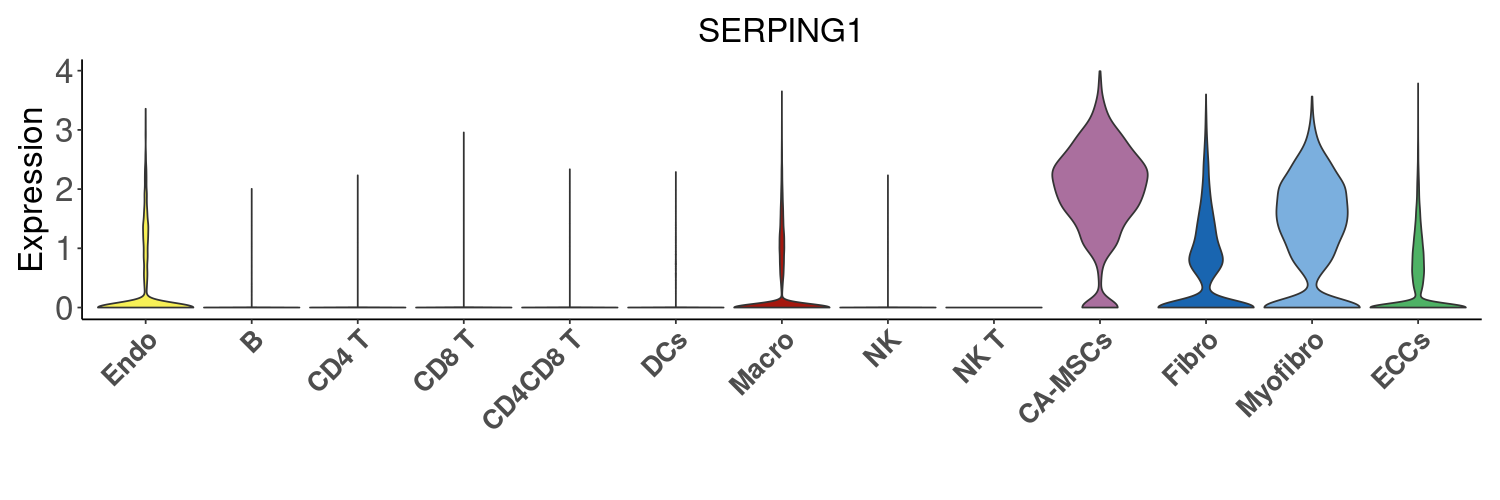 SERPING1
Expression
4
3
2
1
0
Endo
B
CD4 T
CD8 T
CD4CD8 T
DCs
Macro
NK
NK T
CA-MSCs
Fibro
Myofibro
ECCs